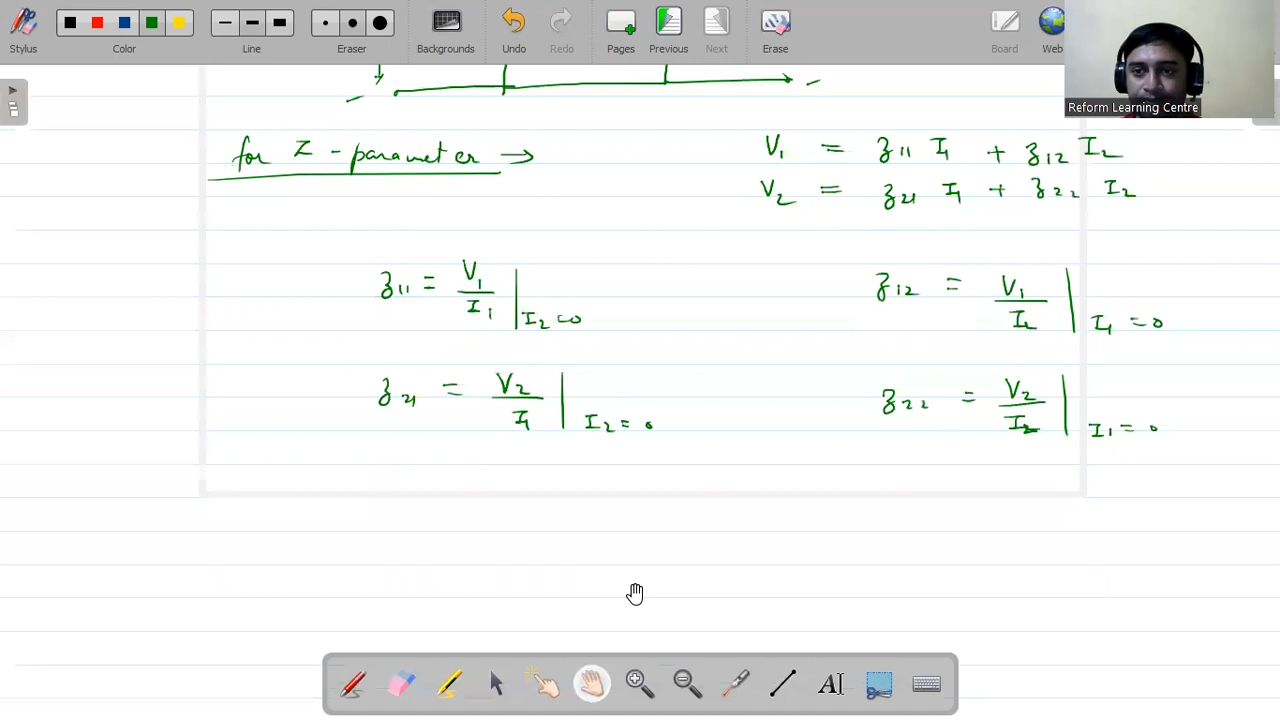 Stylus Color Line Eraser Backgrounds Undo Redo Pages Previous Next Erase Board Web
Reform Learning Centre
for Z - parameter →
V₁ = z₁₁ I₁ + z₁₂ I₂
V₂ = z₂₁ I₁ + z₂₂ I₂
z₁₁ = V₁/I₁ | I₂ = 0
z₁₂ = V₁/I₂ | I₁ = 0
z₂₁ = V₂/I₁ | I₂ = 0
z₂₂ = V₂/I₂ | I₁ = 0